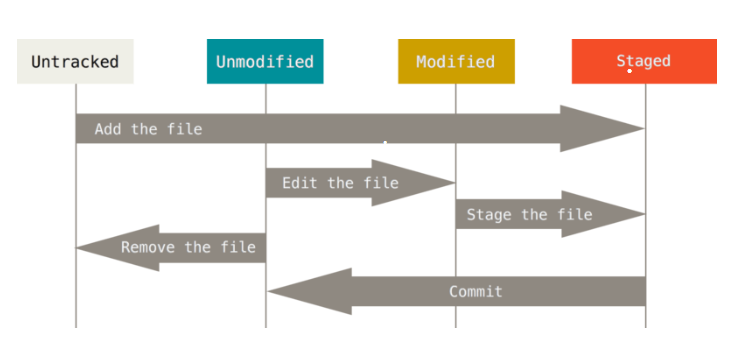 Untracked Unmodified Modified Staged
Add the file
Edit the file
Stage the file
Remove the file
Commit